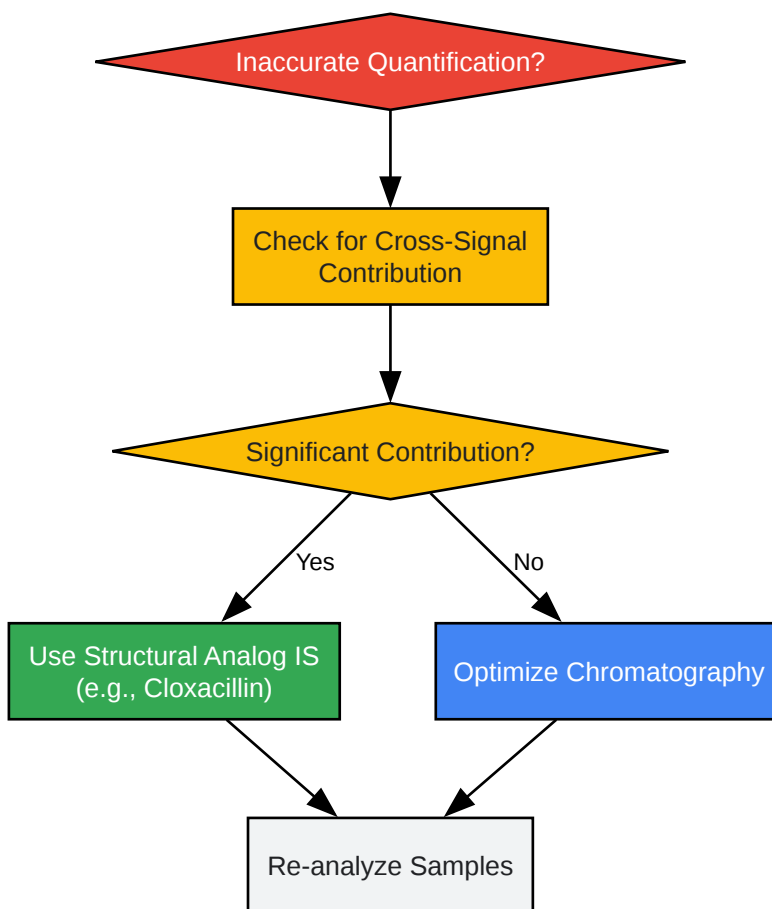 Inaccurate Quantification?
Check for Cross-Signal
Contribution
Significant Contribution?
Yes
No
Use Structural Analog IS
(e.g., Cloxacillin)
Optimize Chromatography
Re-analyze Samples